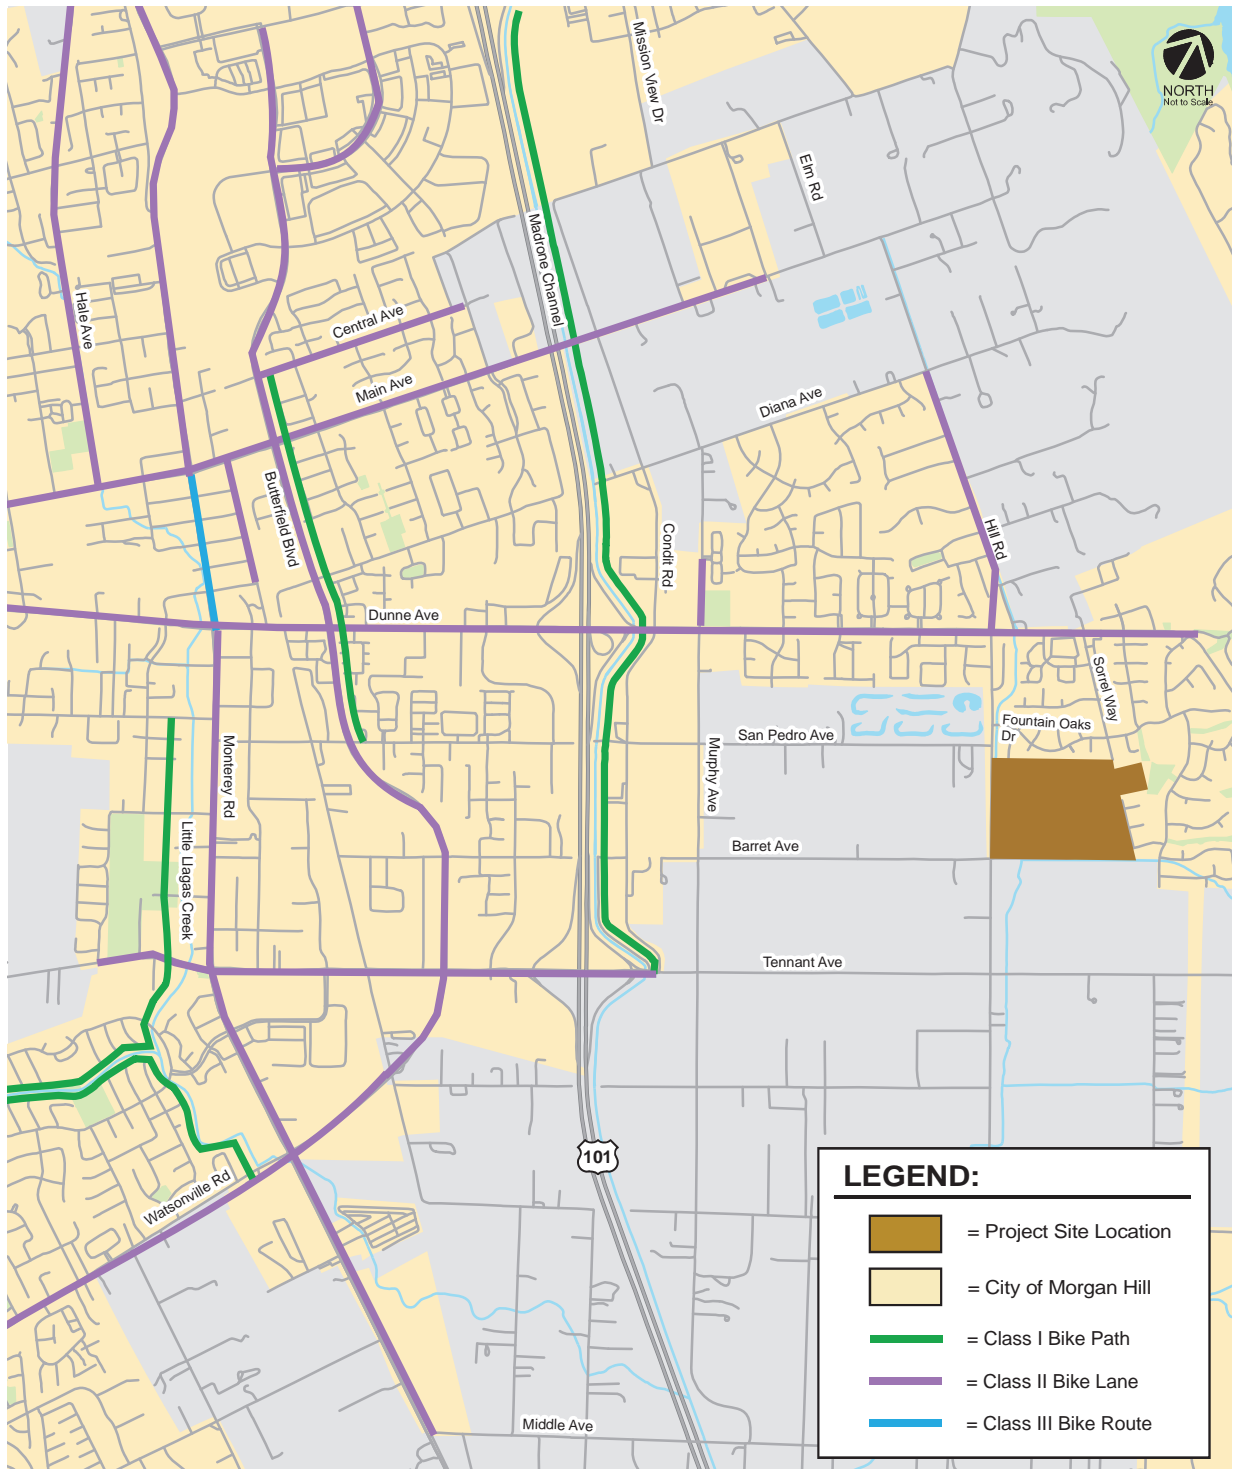 Mission View Dr
NORTH
Not to Scale
Elm Rd
Madrone Channel
Hale Ave
Central Ave
Main Ave
Diana Ave
Butterfield Blvd
Condit Rd
Hill Rd
Dunne Ave
Sorrel Way
Fountain Oaks
Dr
San Pedro Ave
Monterey Rd
Murphy Ave
Little Llagas Creek
Barret Ave
Tennant Ave
101
Watsonville Rd
Middle Ave
LEGEND:
= Project Site Location
= City of Morgan Hill
= Class I Bike Path
= Class II Bike Lane
= Class III Bike Route